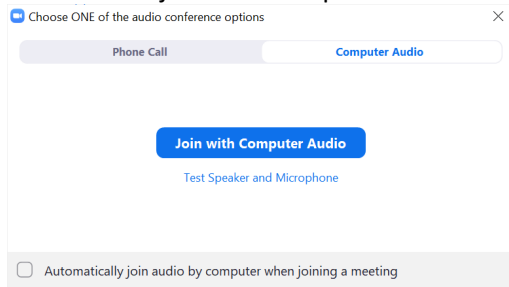 Choose ONE of the audio conference options
Phone Call
Computer Audio
Join with Computer Audio
Test Speaker and Microphone
Automatically join audio by computer when joining a meeting